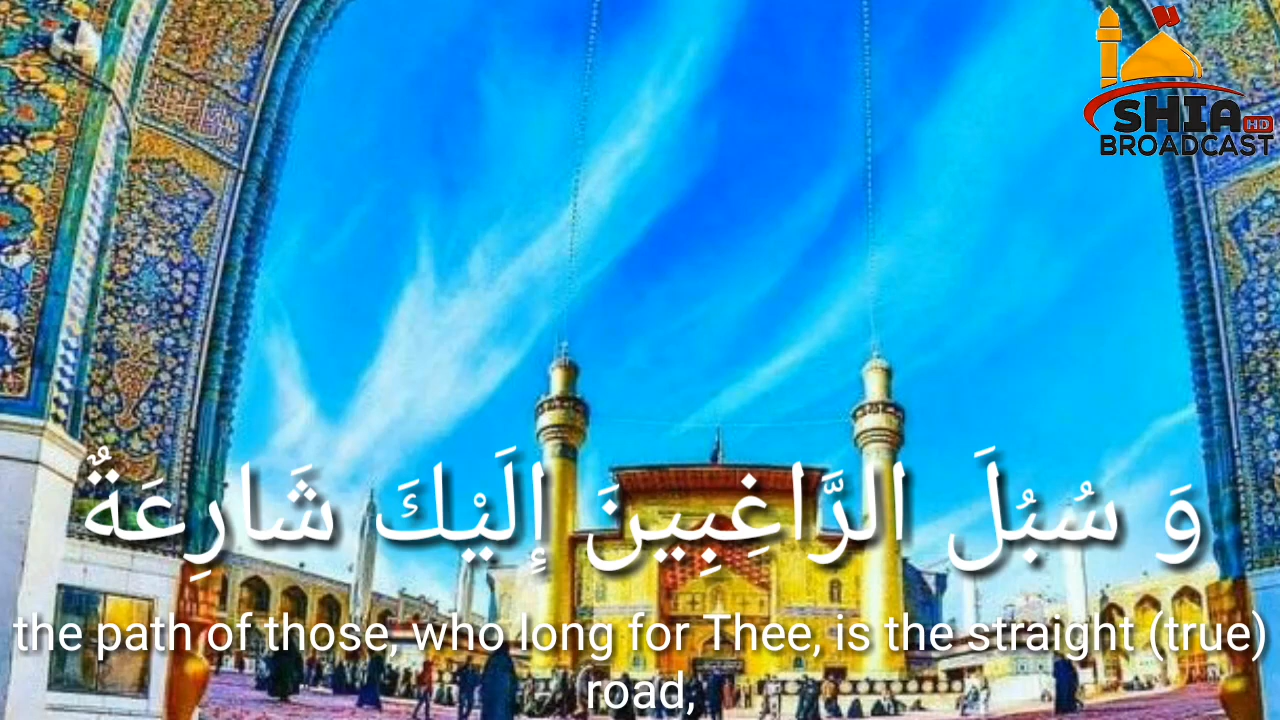 SHIA HD
BROADCAST
وَ سُبُلَ الرَّاغِبِينَ إلَيْكَ شَارِعَةٌ
the path of those, who long for Thee, is the straight (true)
road,